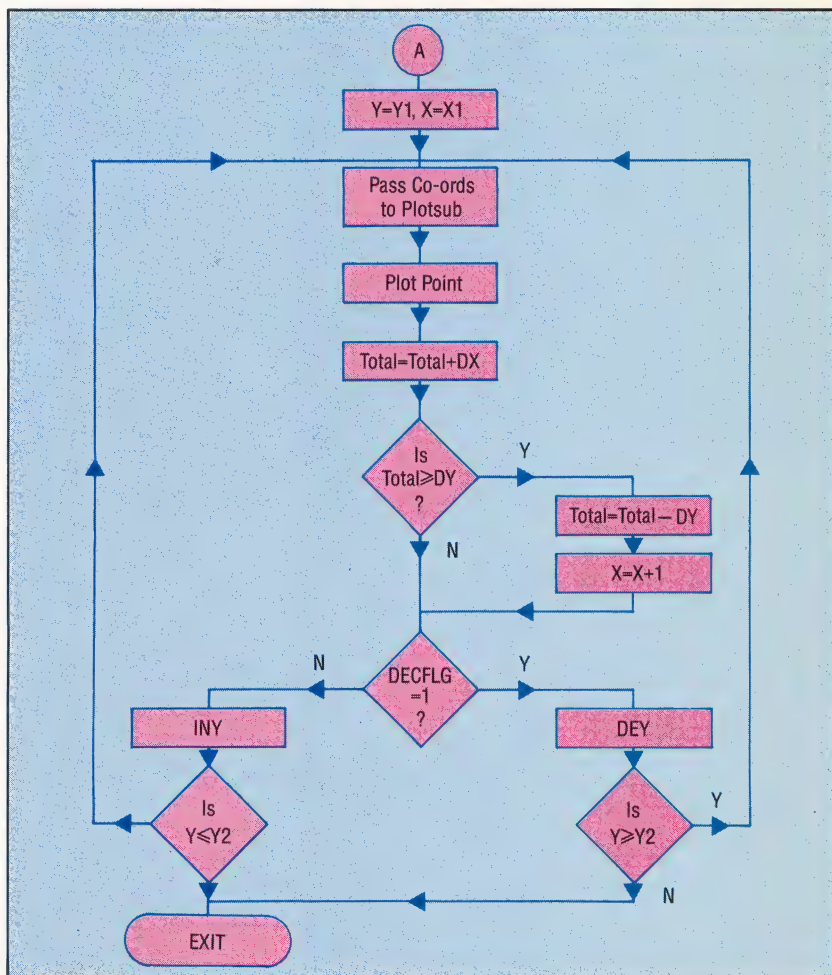 A
Y=Y1, X=X1
Pass Co-ords
to Plotsub
Plot Point
Total=Total+DX
Is
Total≥DY
?
Y
N
Total=Total−DY
X=X+1
DECFLG
=1
?
N
Y
INY
DEY
Is
Y≤Y2
Is
Y≥Y2
Y
N
EXIT